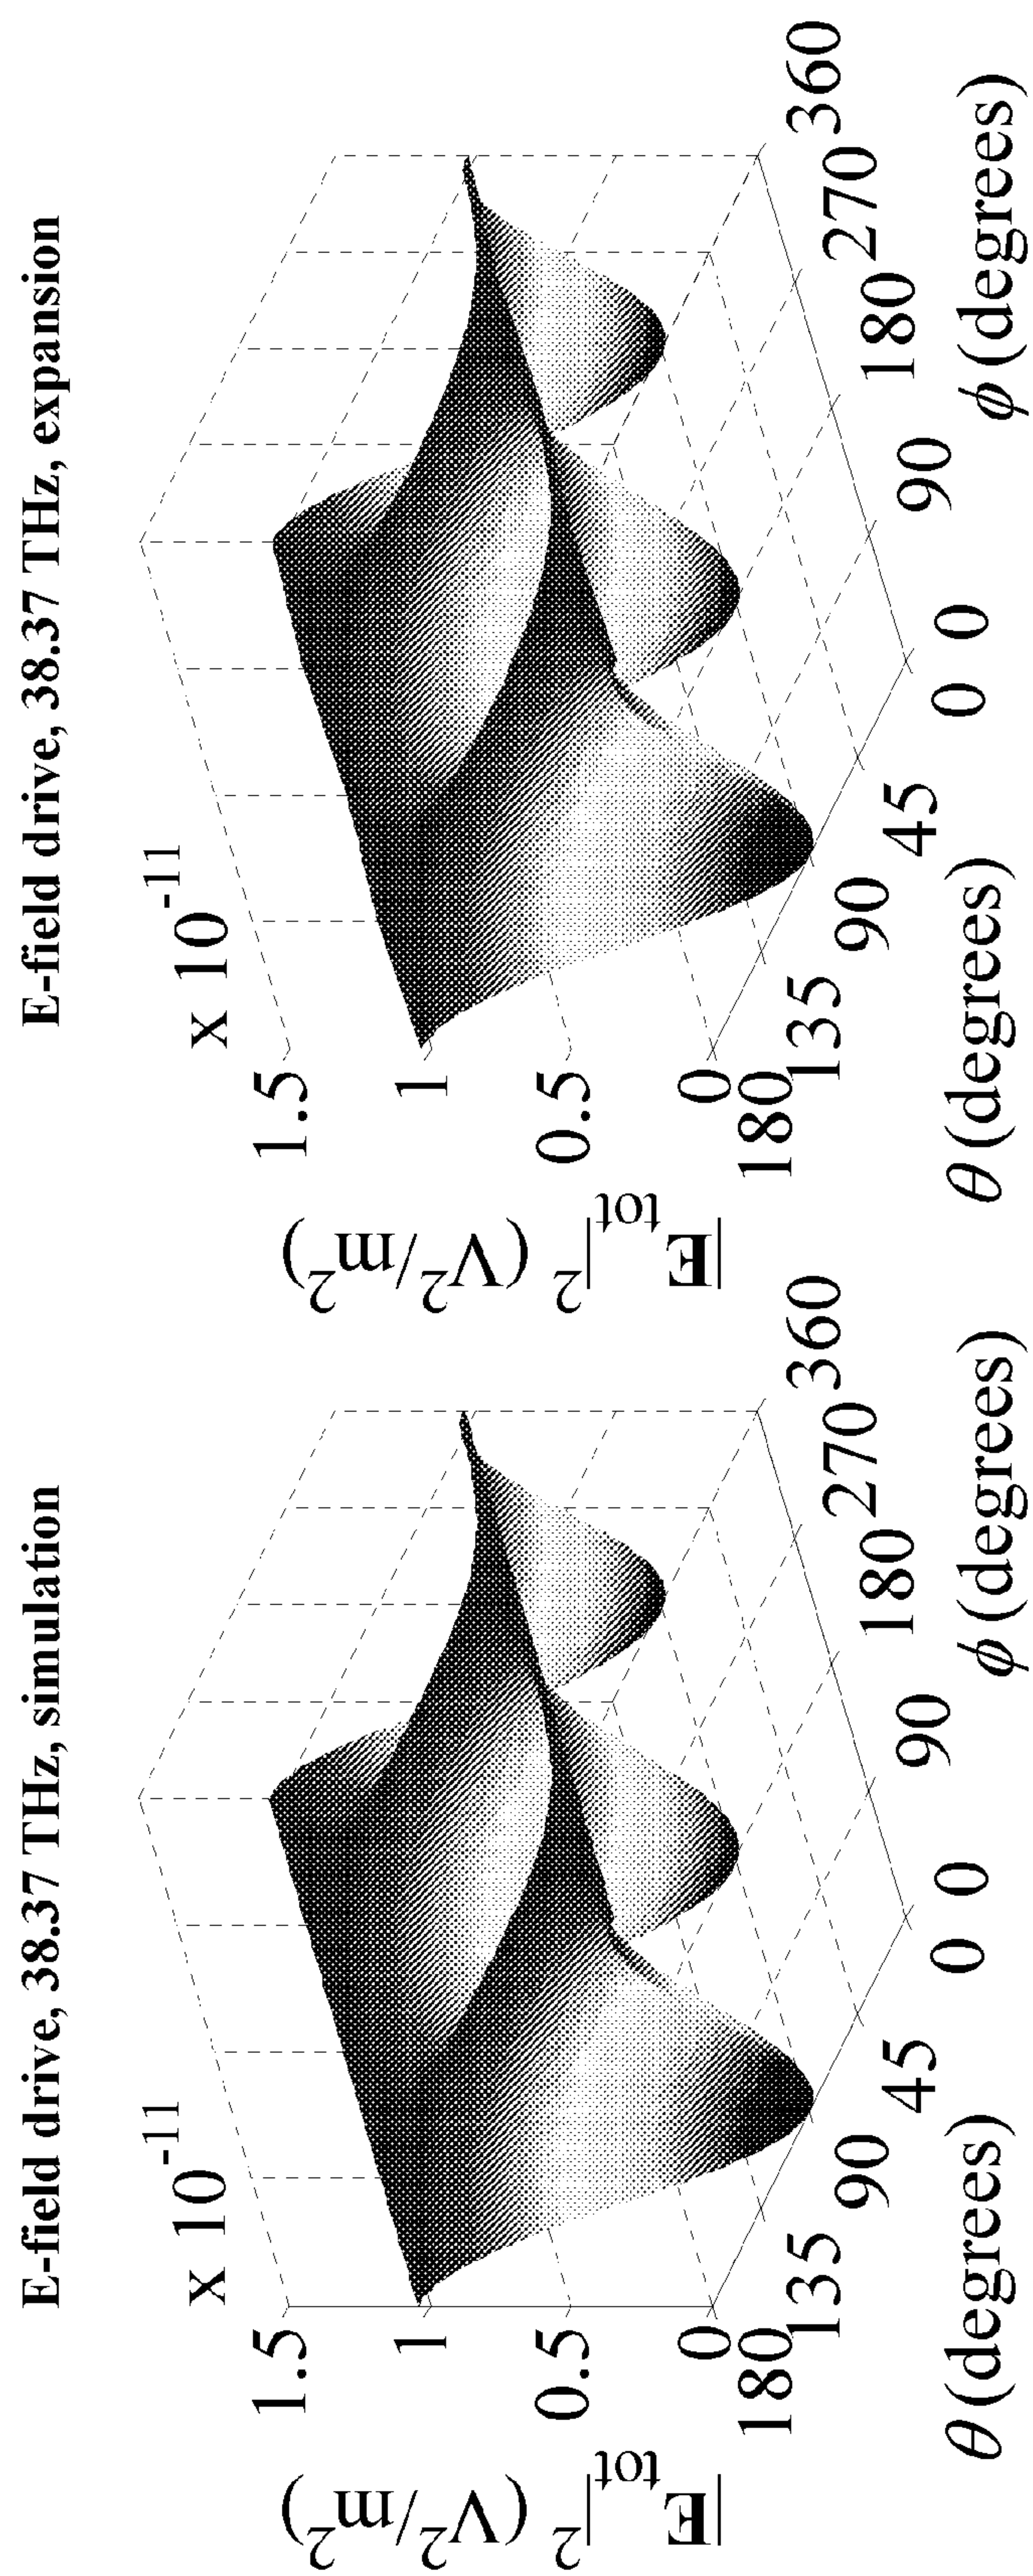 E-field drive, 38.37 THz, simulation
x 10^-11
1.5
1
0.5
0
|E_tot|^2 (V^2/m^2)
180
135
90
45
0
θ (degrees)
0
90
180
270
360
ϕ (degrees)
E-field drive, 38.37 THz, expansion
x 10^-11
1.5
1
0.5
0
|E_tot|^2 (V^2/m^2)
180
135
90
45
0
θ (degrees)
0
90
180
270
360
ϕ (degrees)